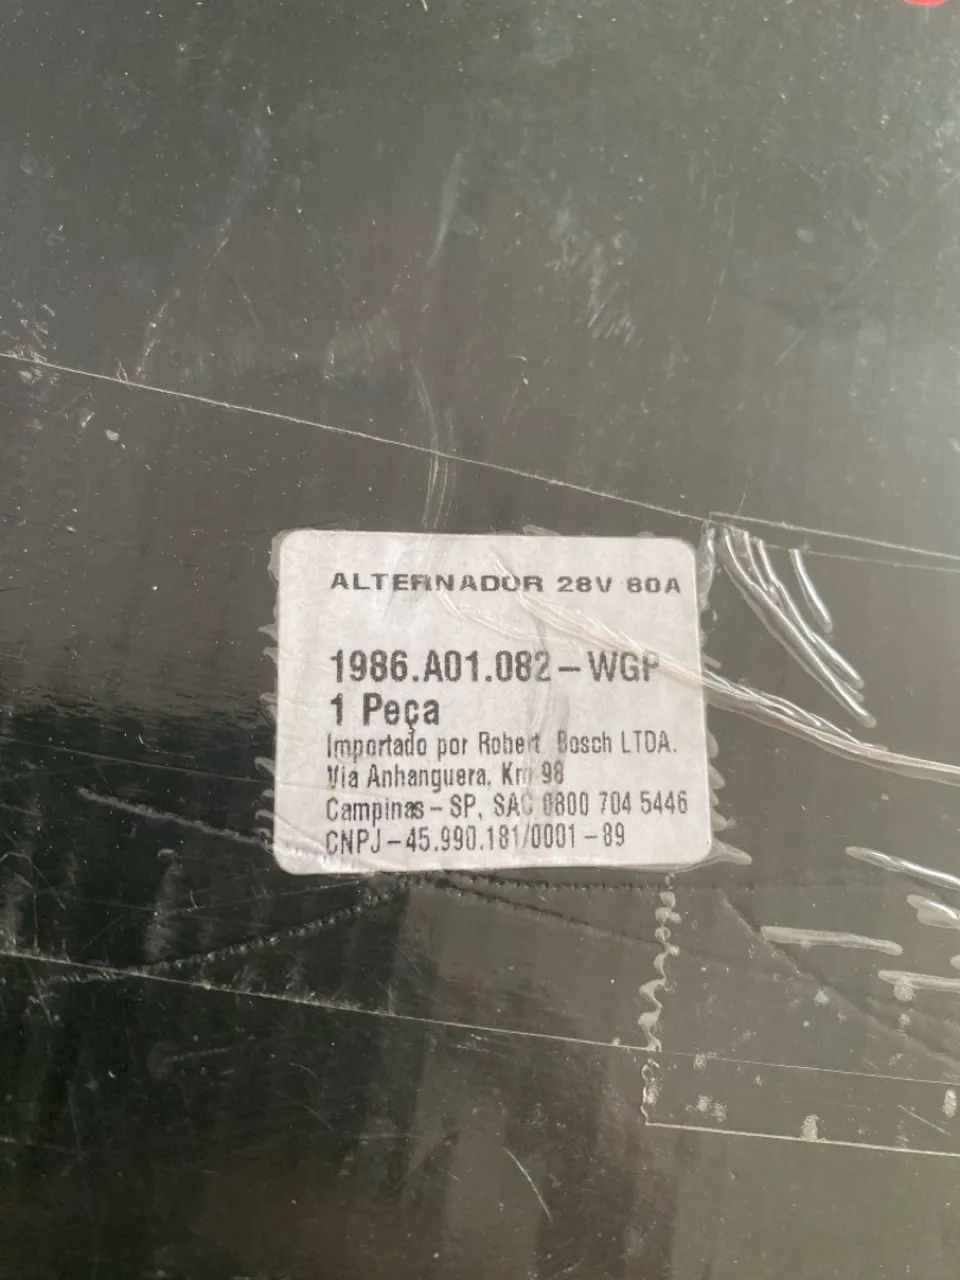 ALTERNADOR 28V 80A
1986.A01.082-WGP
1 Peça
Importado por Robert Bosch LTDA.
Via Anhanguera, Km 98
Campinas - SP, SAC 0800 704 5446
CNPJ - 45.990.181/0001 - 89